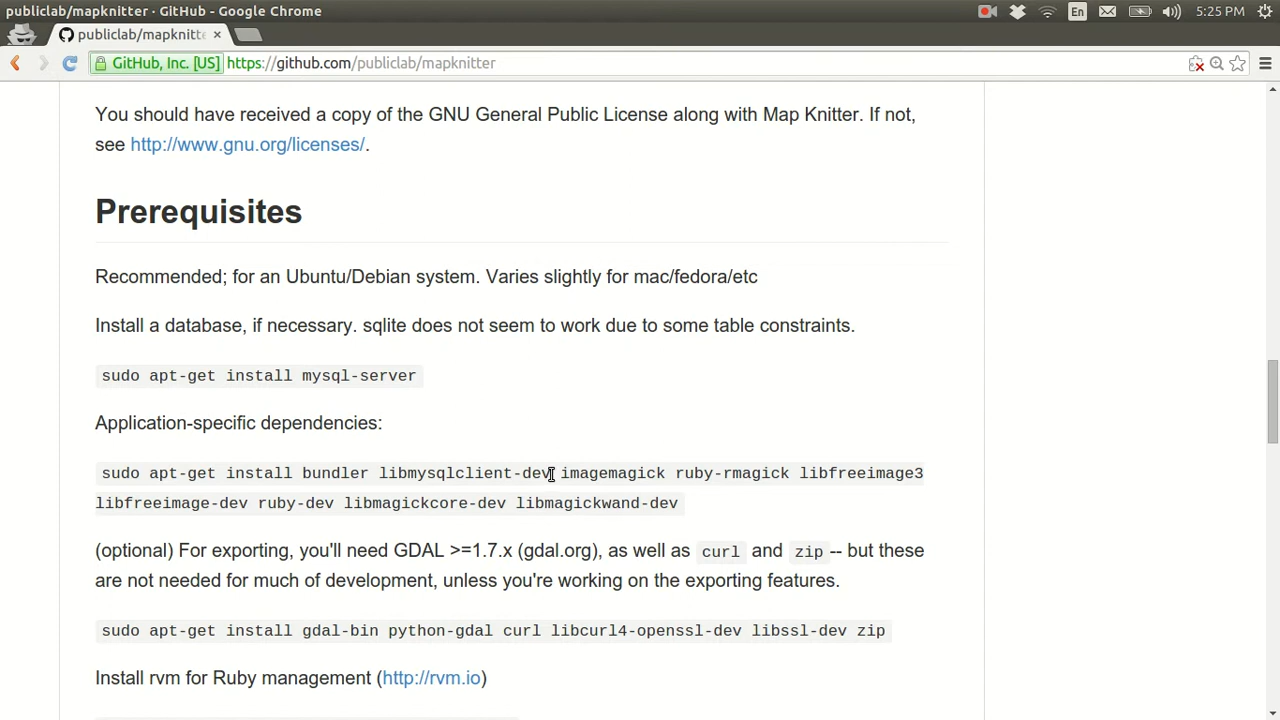 publiclab/mapknitter · GitHub - Google Chrome
En
5:25 PM
publiclab/mapknitte
×
GitHub, Inc. [US]
https://github.com/publiclab/mapknitter
You should have received a copy of the GNU General Public License along with Map Knitter. If not,
see http://www.gnu.org/licenses/.
Prerequisites
Recommended; for an Ubuntu/Debian system. Varies slightly for mac/fedora/etc
Install a database, if necessary. sqlite does not seem to work due to some table constraints.
sudo apt-get install mysql-server
Application-specific dependencies:
sudo apt-get install bundler libmysqlclient-dev imagemagick ruby-rmagick libfreeimage3
libfreeimage-dev ruby-dev libmagickcore-dev libmagickwand-dev
(optional) For exporting, you'll need GDAL >=1.7.x (gdal.org), as well as curl and zip -- but these
are not needed for much of development, unless you're working on the exporting features.
sudo apt-get install gdal-bin python-gdal curl libcurl4-openssl-dev libssl-dev zip
Install rvm for Ruby management (http://rvm.io)